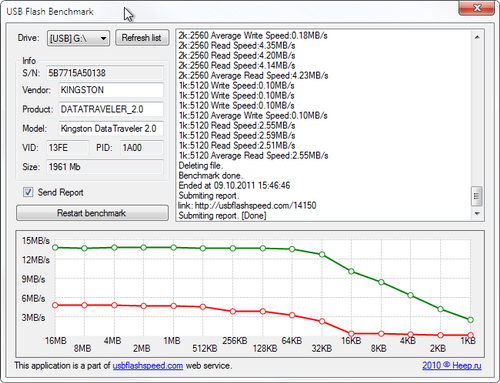 USB Flash Benchmark
Drive: [USB] G:\ Refresh list
Info
S/N: 5B7715A50138
Vendor: KINGSTON
Product: DATATRAVELER_2.0
Model: Kingston DataTraveler 2.0
VID: 13FE PID: 1A00
Size: 1961 Mb
Send Report
Restart benchmark
2k:2560 Average Write Speed:0.18MB/s
2k:2560 Read Speed:4.35MB/s
2k:2560 Read Speed:4.20MB/s
2k:2560 Read Speed:4.14MB/s
2k:2560 Average Read Speed:4.23MB/s
1k:5120 Write Speed:0.10MB/s
1k:5120 Write Speed:0.10MB/s
1k:5120 Write Speed:0.10MB/s
1k:5120 Average Write Speed:0.10MB/s
1k:5120 Read Speed:2.55MB/s
1k:5120 Read Speed:2.59MB/s
1k:5120 Read Speed:2.51MB/s
1k:5120 Average Read Speed:2.55MB/s
Deleting file.
Benchmark done.
Ended at 09.10.2011 15:46:46
Submiting report.
link: http://usbflashspeed.com/14150
Submiting report. [Done]
15MB/s
12MB/s
9MB/s
6MB/s
3MB/s
16MB 4MB 1MB 256KB 64KB 16KB 4KB 1KB
8MB 2MB 512KB 128KB 32KB 8KB 2KB
This application is a part of usbflashspeed.com web service. 2010 © Heep.ru